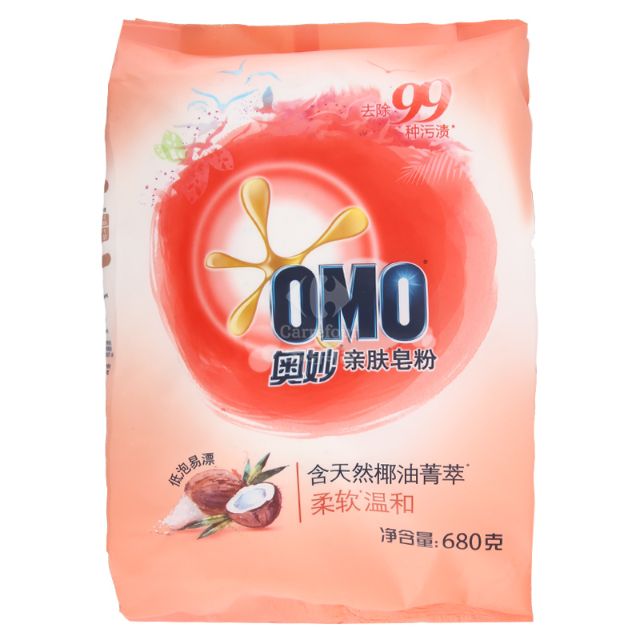 去除99
种污渍*
OMO®
Carrefour
奥妙 亲肤皂粉
低泡易漂
含天然椰油菁萃*
柔软*温和
净含量:680克